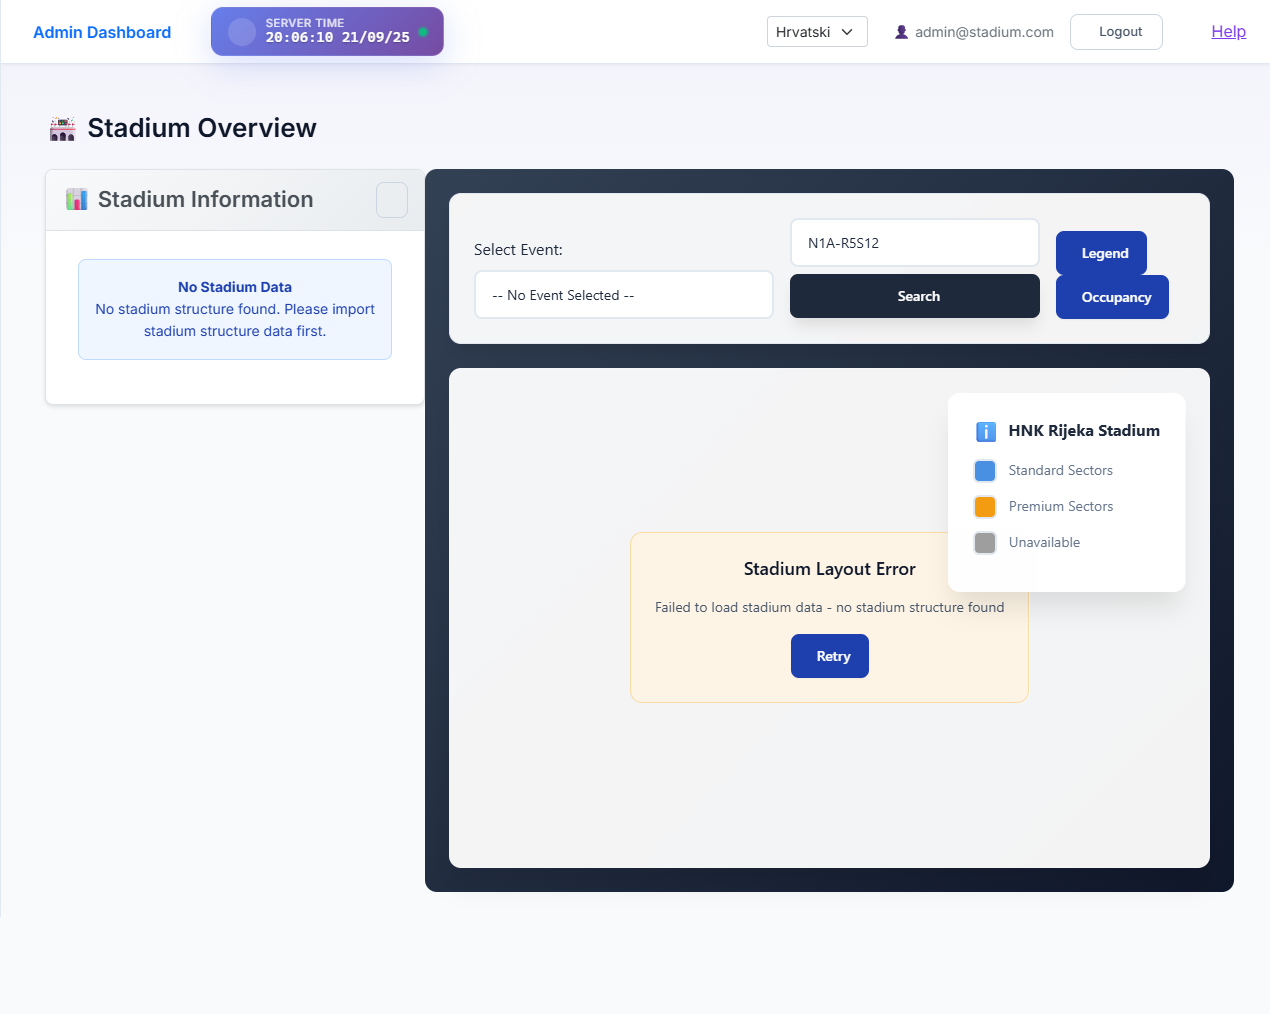 Admin Dashboard
SERVER TIME
20:06:10 21/09/25
Hrvatski
admin@stadium.com
Logout
Help
Stadium Overview
Stadium Information
No Stadium Data
No stadium structure found. Please import
stadium structure data first.
Select Event:
-- No Event Selected --
N1A-R5S12
Search
Legend
Occupancy
HNK Rijeka Stadium
Standard Sectors
Premium Sectors
Unavailable
Stadium Layout Error
Failed to load stadium data - no stadium structure found
Retry